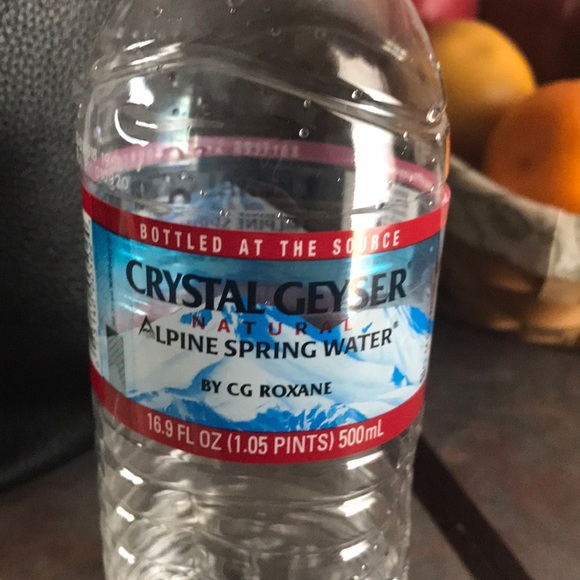 BOTTLED AT THE SOURCE
CRYSTAL GEYSER®
NATURAL
ALPINE SPRING WATER®
BY CG ROXANE
16.9 FL OZ (1.05 PINTS) 500mL